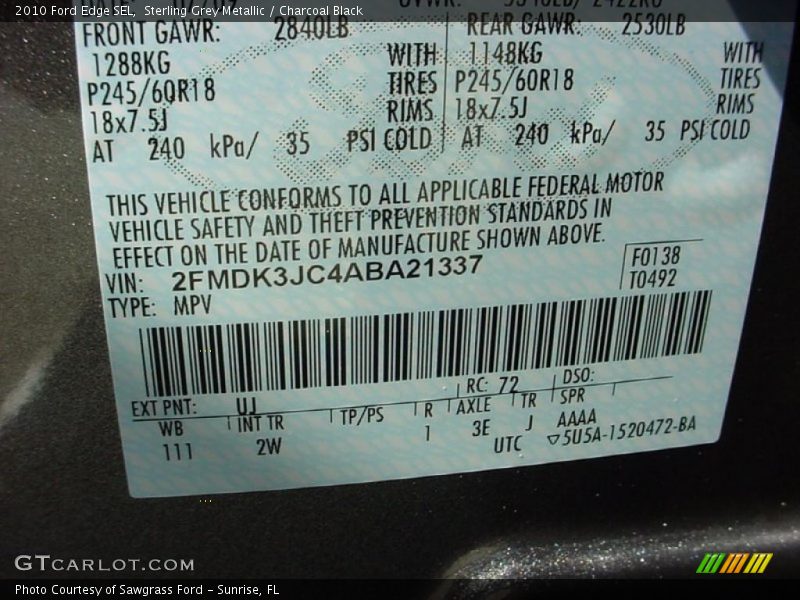 2010 Ford Edge SEL,  Sterling Grey Metallic / Charcoal Black
FRONT GAWR: 2840LB REAR GAWR: 2530LB
1288KG WITH 1148KG WITH
P245/60R18 TIRES P245/60R18 TIRES
18x7.5J RIMS 18x7.5J RIMS
AT 240 kPa/ 35 PSI COLD AT 240 kPa/ 35 PSI COLD
THIS VEHICLE CONFORMS TO ALL APPLICABLE FEDERAL MOTOR
VEHICLE SAFETY AND THEFT PREVENTION STANDARDS IN
EFFECT ON THE DATE OF MANUFACTURE SHOWN ABOVE.
VIN: 2FMDK3JC4ABA21337 F0138
TYPE: MPV T0492
EXT PNT: UJ RC: 72 DSO:
WB INT TR TP/PS R AXLE TR SPR
111 2W 1 3E J AAAA
UTC ▽5U5A-1520472-BA
GTCARLOT.COM
Photo Courtesy of Sawgrass Ford - Sunrise, FL